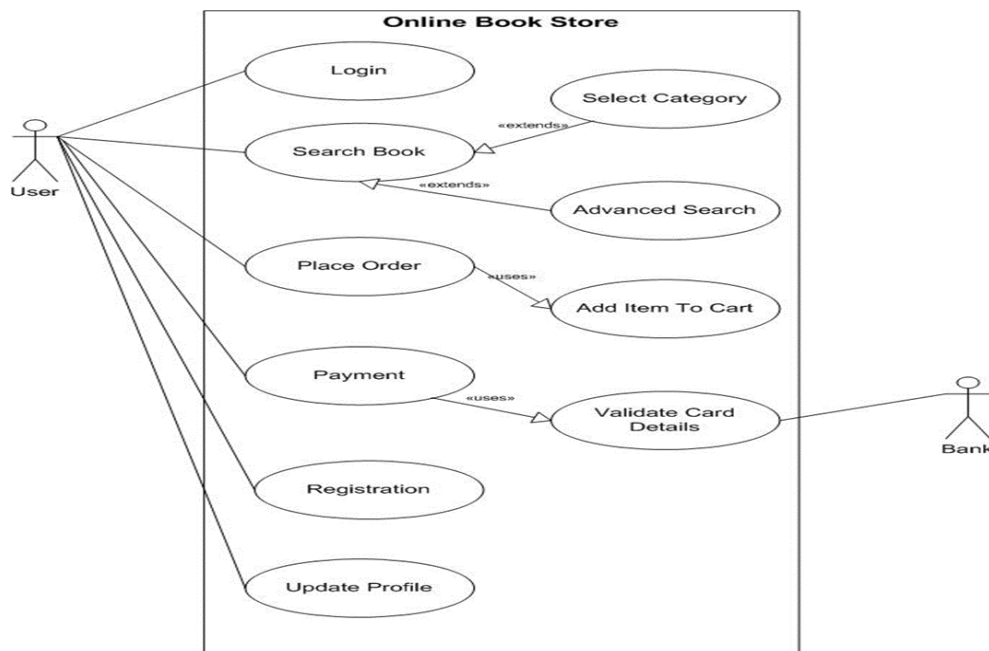 Online Book Store
Login
Select Category
«extends»
Search Book
User
«extends»
Advanced Search
Place Order
«uses»
Add Item To Cart
Payment
«uses»
Validate Card
Details
Bank
Registration
Update Profile